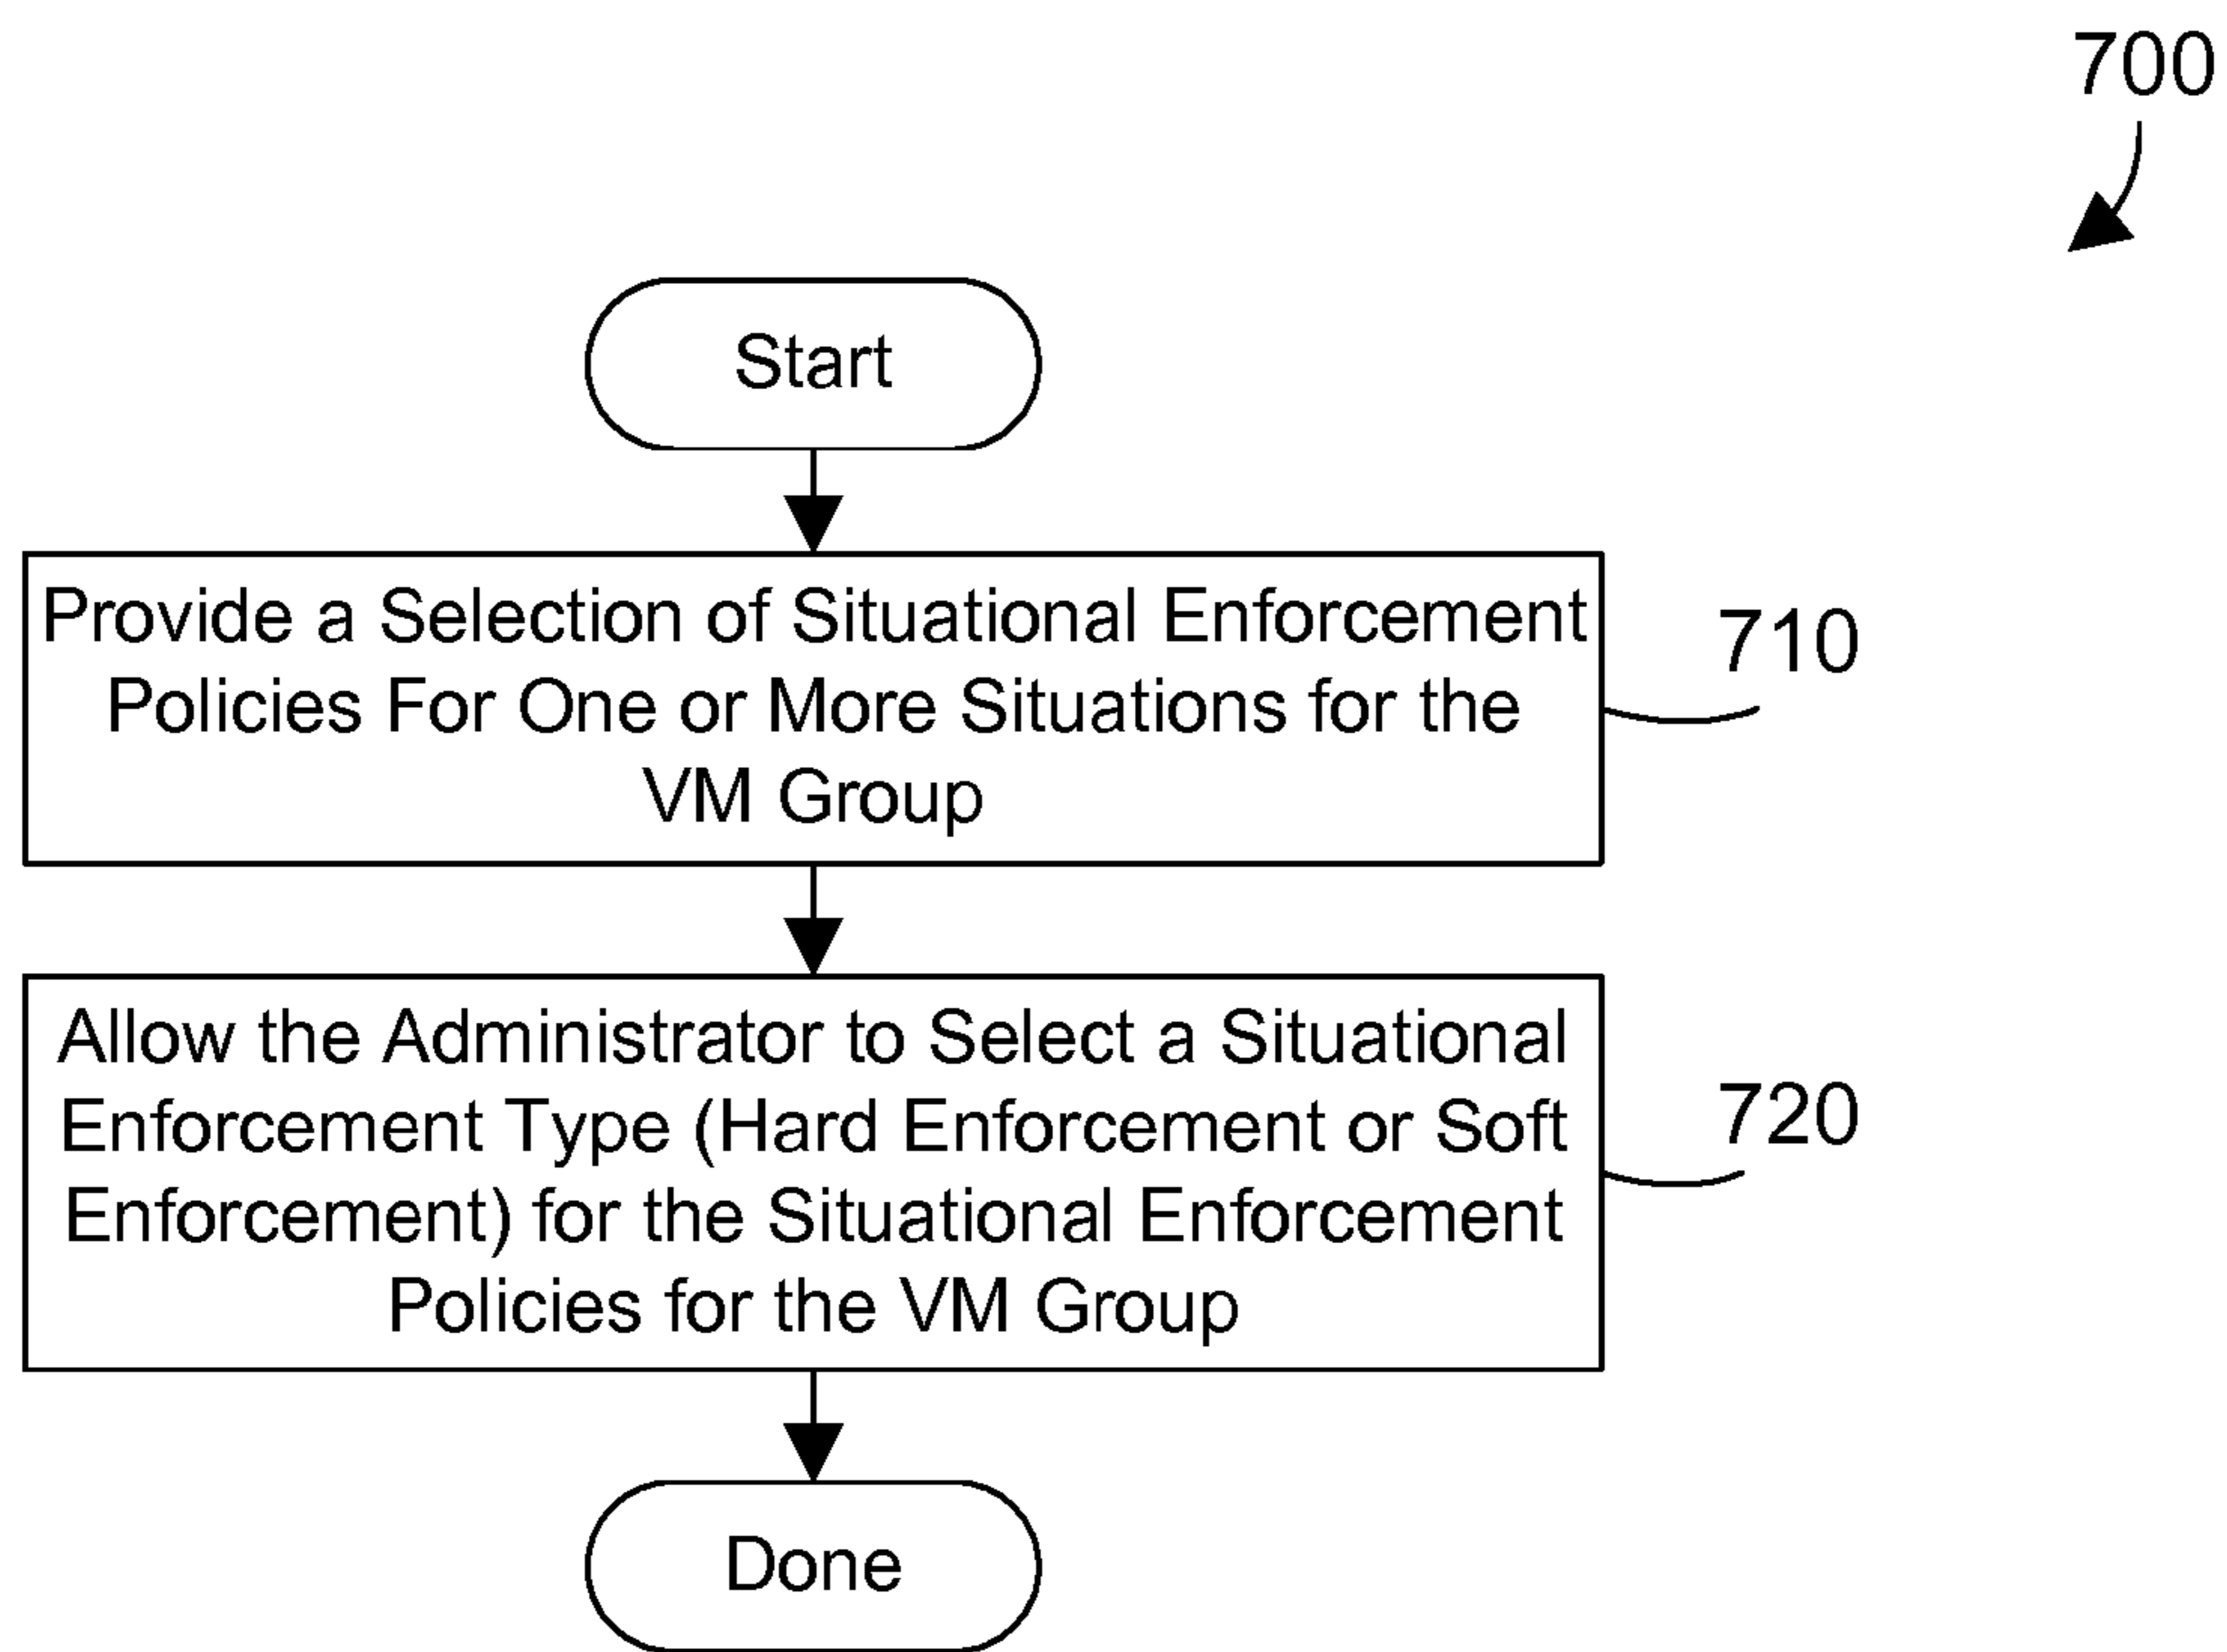 700
Start
Provide a Selection of Situational Enforcement
Policies For One or More Situations for the
VM Group
710
Allow the Administrator to Select a Situational
Enforcement Type (Hard Enforcement or Soft
Enforcement) for the Situational Enforcement
Policies for the VM Group
720
Done